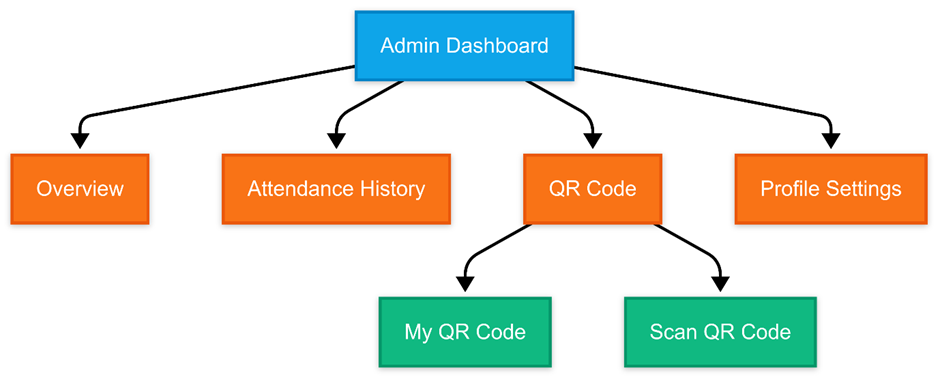 Admin Dashboard
Overview
Attendance History
QR Code
Profile Settings
My QR Code
Scan QR Code